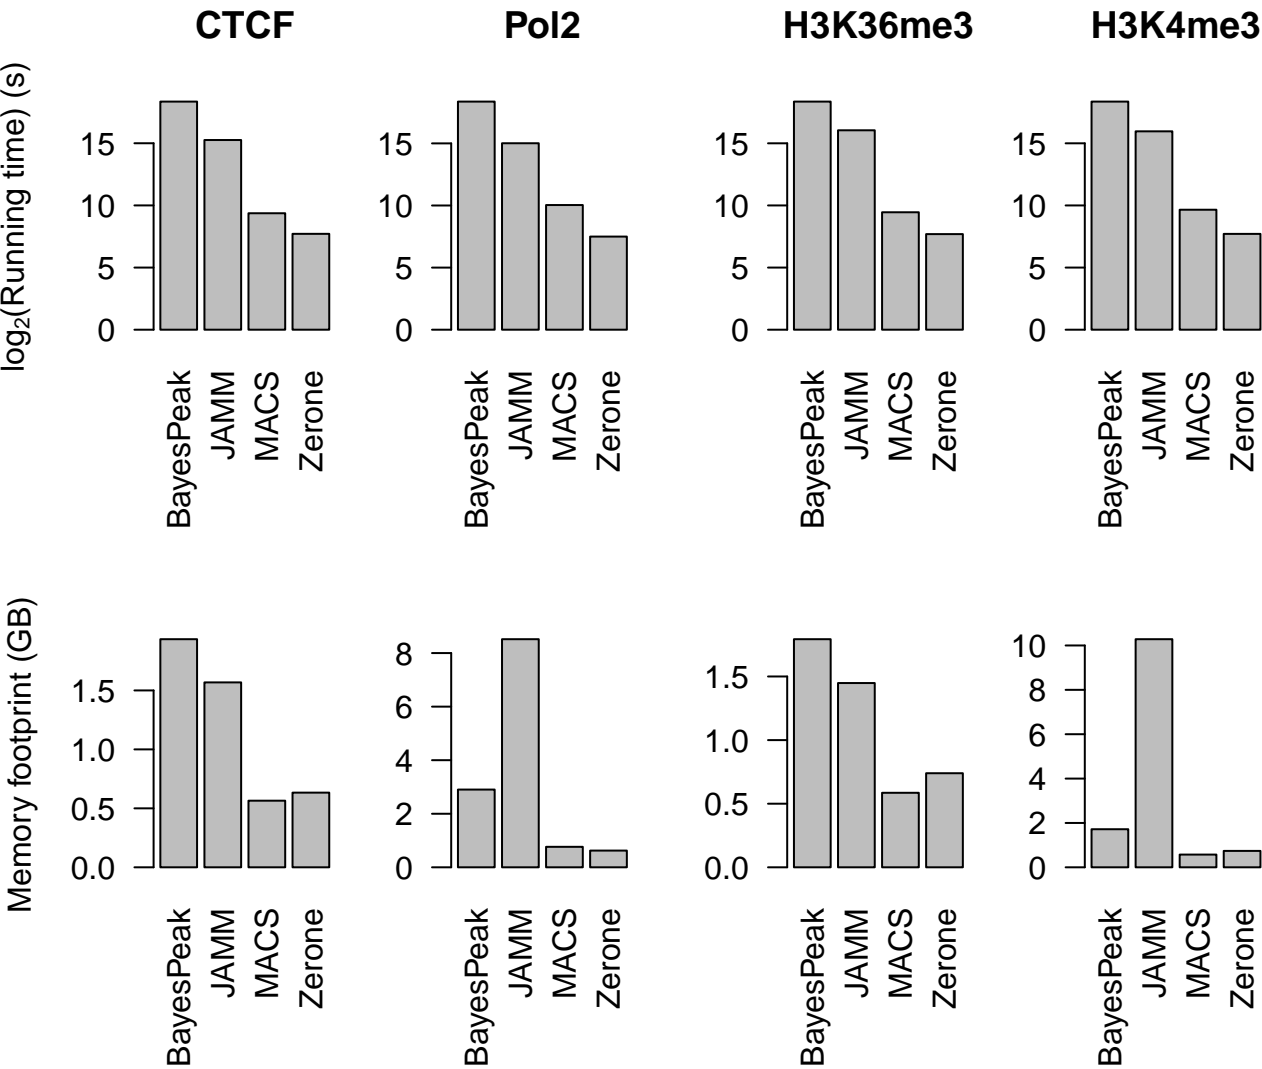 CTCF
Pol2
H3K36me3
H3K4me3
log₂(Running time) (s)
15
10
5
0
BayesPeak
JAMM
MACS
Zerone
15
10
5
0
BayesPeak
JAMM
MACS
Zerone
15
10
5
0
BayesPeak
JAMM
MACS
Zerone
15
10
5
0
BayesPeak
JAMM
MACS
Zerone
Memory footprint (GB)
1.5
1.0
0.5
0.0
BayesPeak
JAMM
MACS
Zerone
8
6
4
2
0
BayesPeak
JAMM
MACS
Zerone
1.5
1.0
0.5
0.0
BayesPeak
JAMM
MACS
Zerone
10
8
6
4
2
0
BayesPeak
JAMM
MACS
Zerone